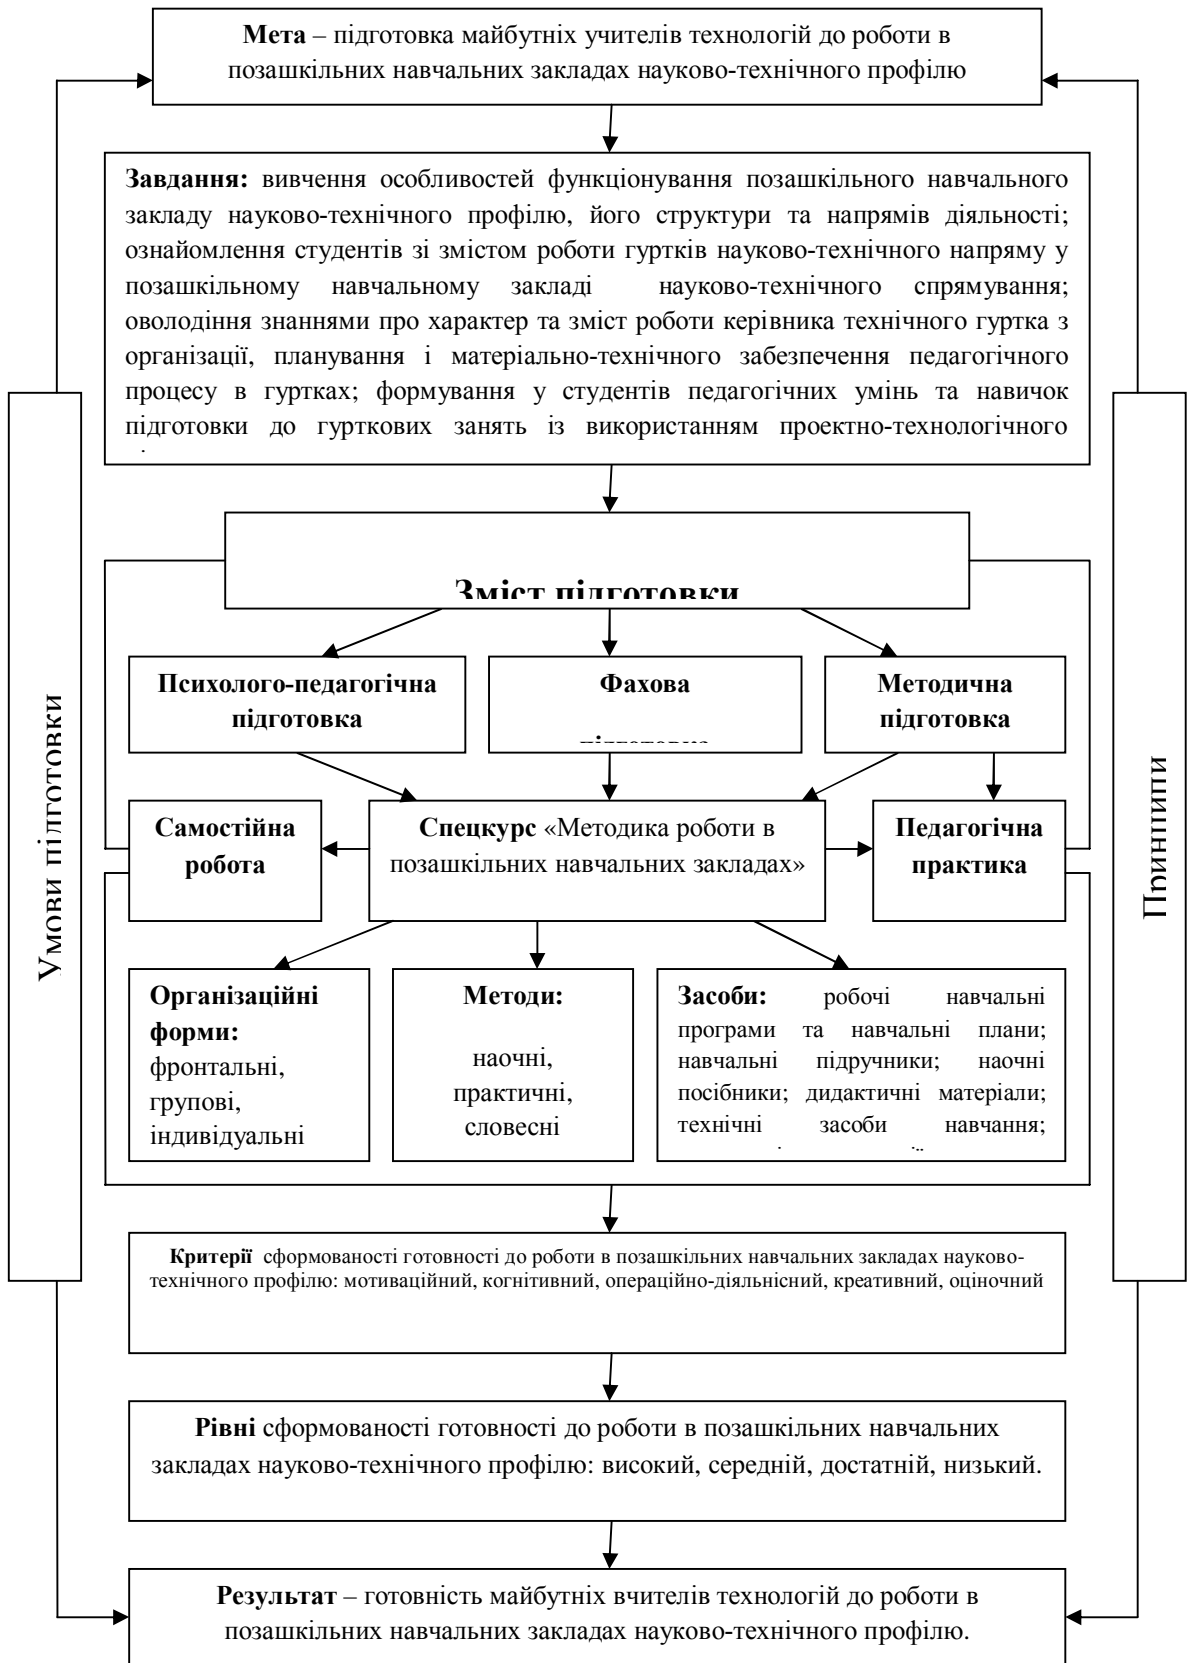 Мета – підготовка майбутніх учителів технологій до роботи в
позашкільних навчальних закладах науково-технічного профілю
Завдання: вивчення особливостей функціонування позашкільного навчального
закладу науково-технічного профілю, його структури та напрямів діяльності;
ознайомлення студентів зі змістом роботи гуртків науково-технічного напряму у
позашкільному навчальному закладі науково-технічного спрямування;
оволодіння знаннями про характер та зміст роботи керівника технічного гуртка з
організації, планування і матеріально-технічного забезпечення педагогічного
процесу в гуртках; формування у студентів педагогічних умінь та навичок
підготовки до гурткових занять із використанням проектно-технологічного
Умови підготовки
Принципи
Зміст підготовки
Психолого-педагогічна
підготовка
Фахова
підготовка
Методична
підготовка
Самостійна
робота
Спецкурс «Методика роботи в
позашкільних навчальних закладах»
Педагогічна
практика
Організаційні
форми:
фронтальні,
групові,
індивідуальні
Методи:
наочні,
практичні,
словесні
Засоби: робочі навчальні
програми та навчальні плани;
навчальні підручники; наочні
посібники; дидактичні матеріали;
технічні засоби навчання;
Критерії сформованості готовності до роботи в позашкільних навчальних закладах науково-
технічного профілю: мотиваційний, когнітивний, операційно-діяльнісний, креативний, оціночний
Рівні сформованості готовності до роботи в позашкільних навчальних
закладах науково-технічного профілю: високий, середній, достатній, низький.
Результат – готовність майбутніх вчителів технологій до роботи в
позашкільних навчальних закладах науково-технічного профілю.